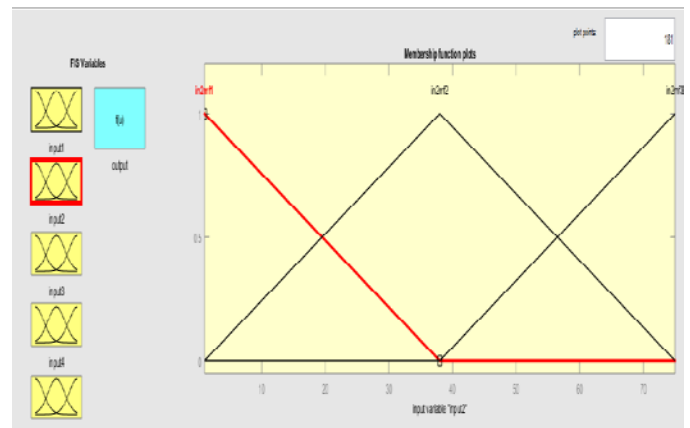 plot points:
181
FIS Variables
Membership function plots
in2mf1
in2mf2
in2mf3
f(u)
input1
output
input2
input3
input4
1
0.5
0
10
20
30
40
50
60
70
input variable "input2"